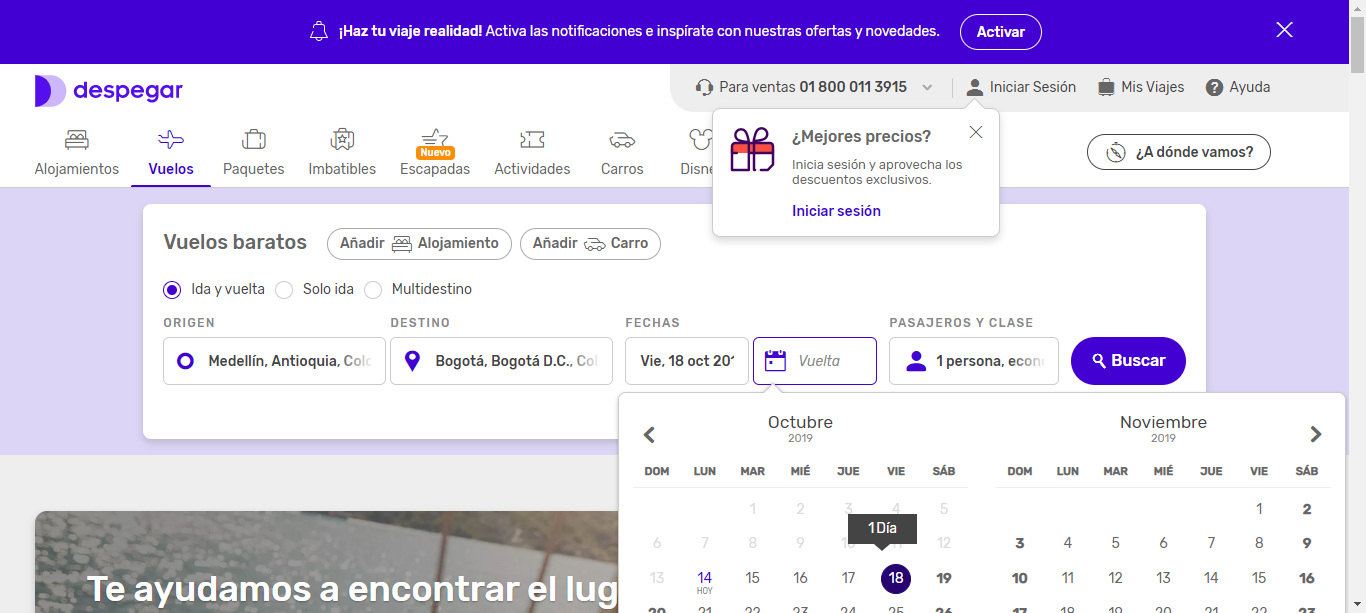 ¡Haz tu viaje realidad! Activa las notificaciones e inspírate con nuestras ofertas y novedades.
Activar
despegar
Para ventas 01 800 011 3915
Iniciar Sesión
Mis Viajes
Ayuda
Alojamientos
Vuelos
Paquetes
Imbatibles
Nuevo
Escapadas
Actividades
Carros
Disne
¿A dónde vamos?
¿Mejores precios?
Inicia sesión y aprovecha los
descuentos exclusivos.
Iniciar sesión
Vuelos baratos
Añadir Alojamiento
Añadir Carro
Ida y vuelta
Solo ida
Multidestino
ORIGEN
DESTINO
FECHAS
PASAJEROS Y CLASE
Medellín, Antioquia, Colo
Bogotá, Bogotá D.C., Col
Vie, 18 oct 201
Vuelta
1 persona, econ
Buscar
Octubre
2019
Noviembre
2019
DOM LUN MAR MIÉ JUE VIE SÁB
DOM LUN MAR MIÉ JUE VIE SÁB
1 2 3 4 5
1 2
1 Día
6 7 8 9 10 11 12
3 4 5 6 7 8 9
13 14 15 16 17 18 19
HOY
10 11 12 13 14 15 16
20 21 22 23 24 25 26
17 18 19 20 21 22 23
Te ayudamos a encontrar el lug